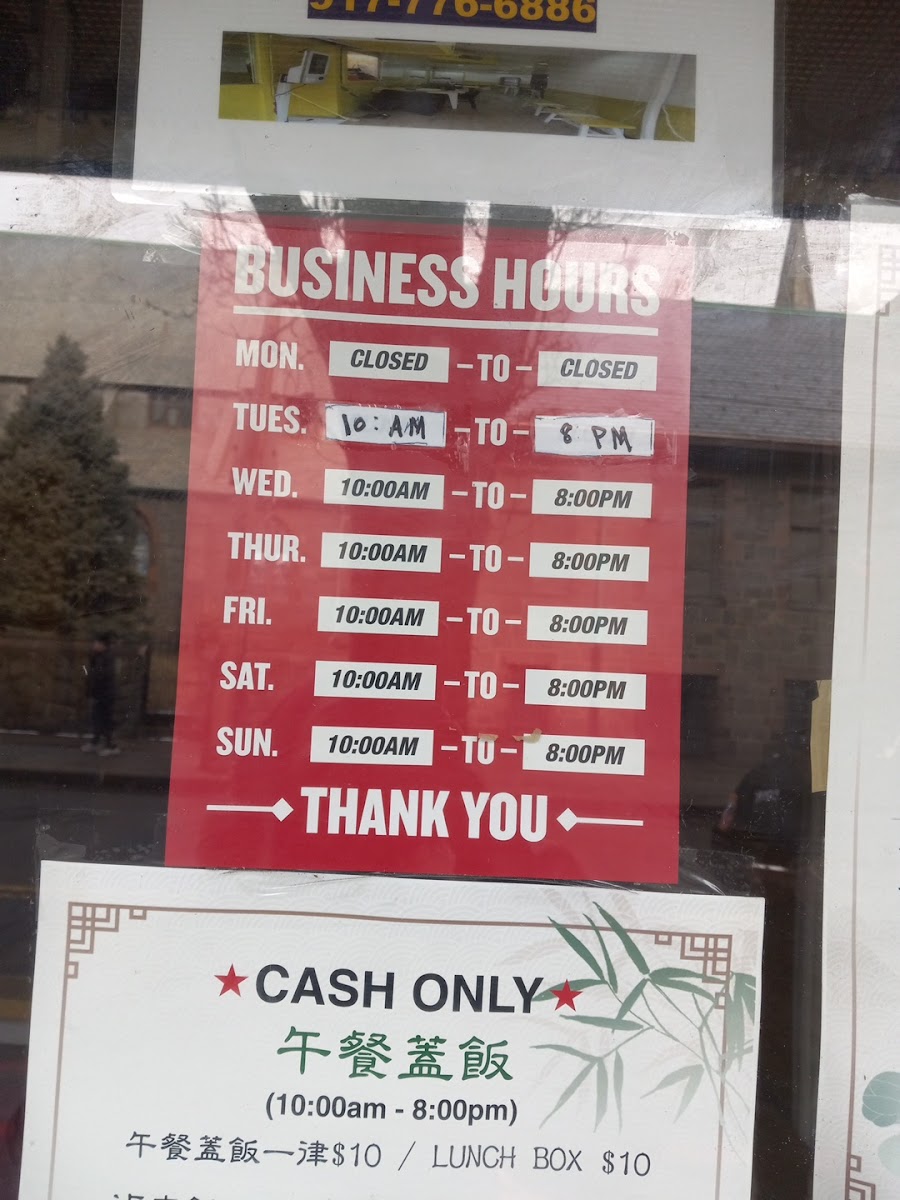 917-776-6886
BUSINESS HOURS
MON. CLOSED - TO - CLOSED
TUES. 10: AM - TO - 8 PM
WED. 10:00AM - TO - 8:00PM
THUR. 10:00AM - TO - 8:00PM
FRI. 10:00AM - TO - 8:00PM
SAT. 10:00AM - TO - 8:00PM
SUN. 10:00AM - TO - 8:00PM
THANK YOU
★CASH ONLY★
午餐蓋飯
(10:00am - 8:00pm)
午餐蓋飯一律$10 / LUNCH BOX $10